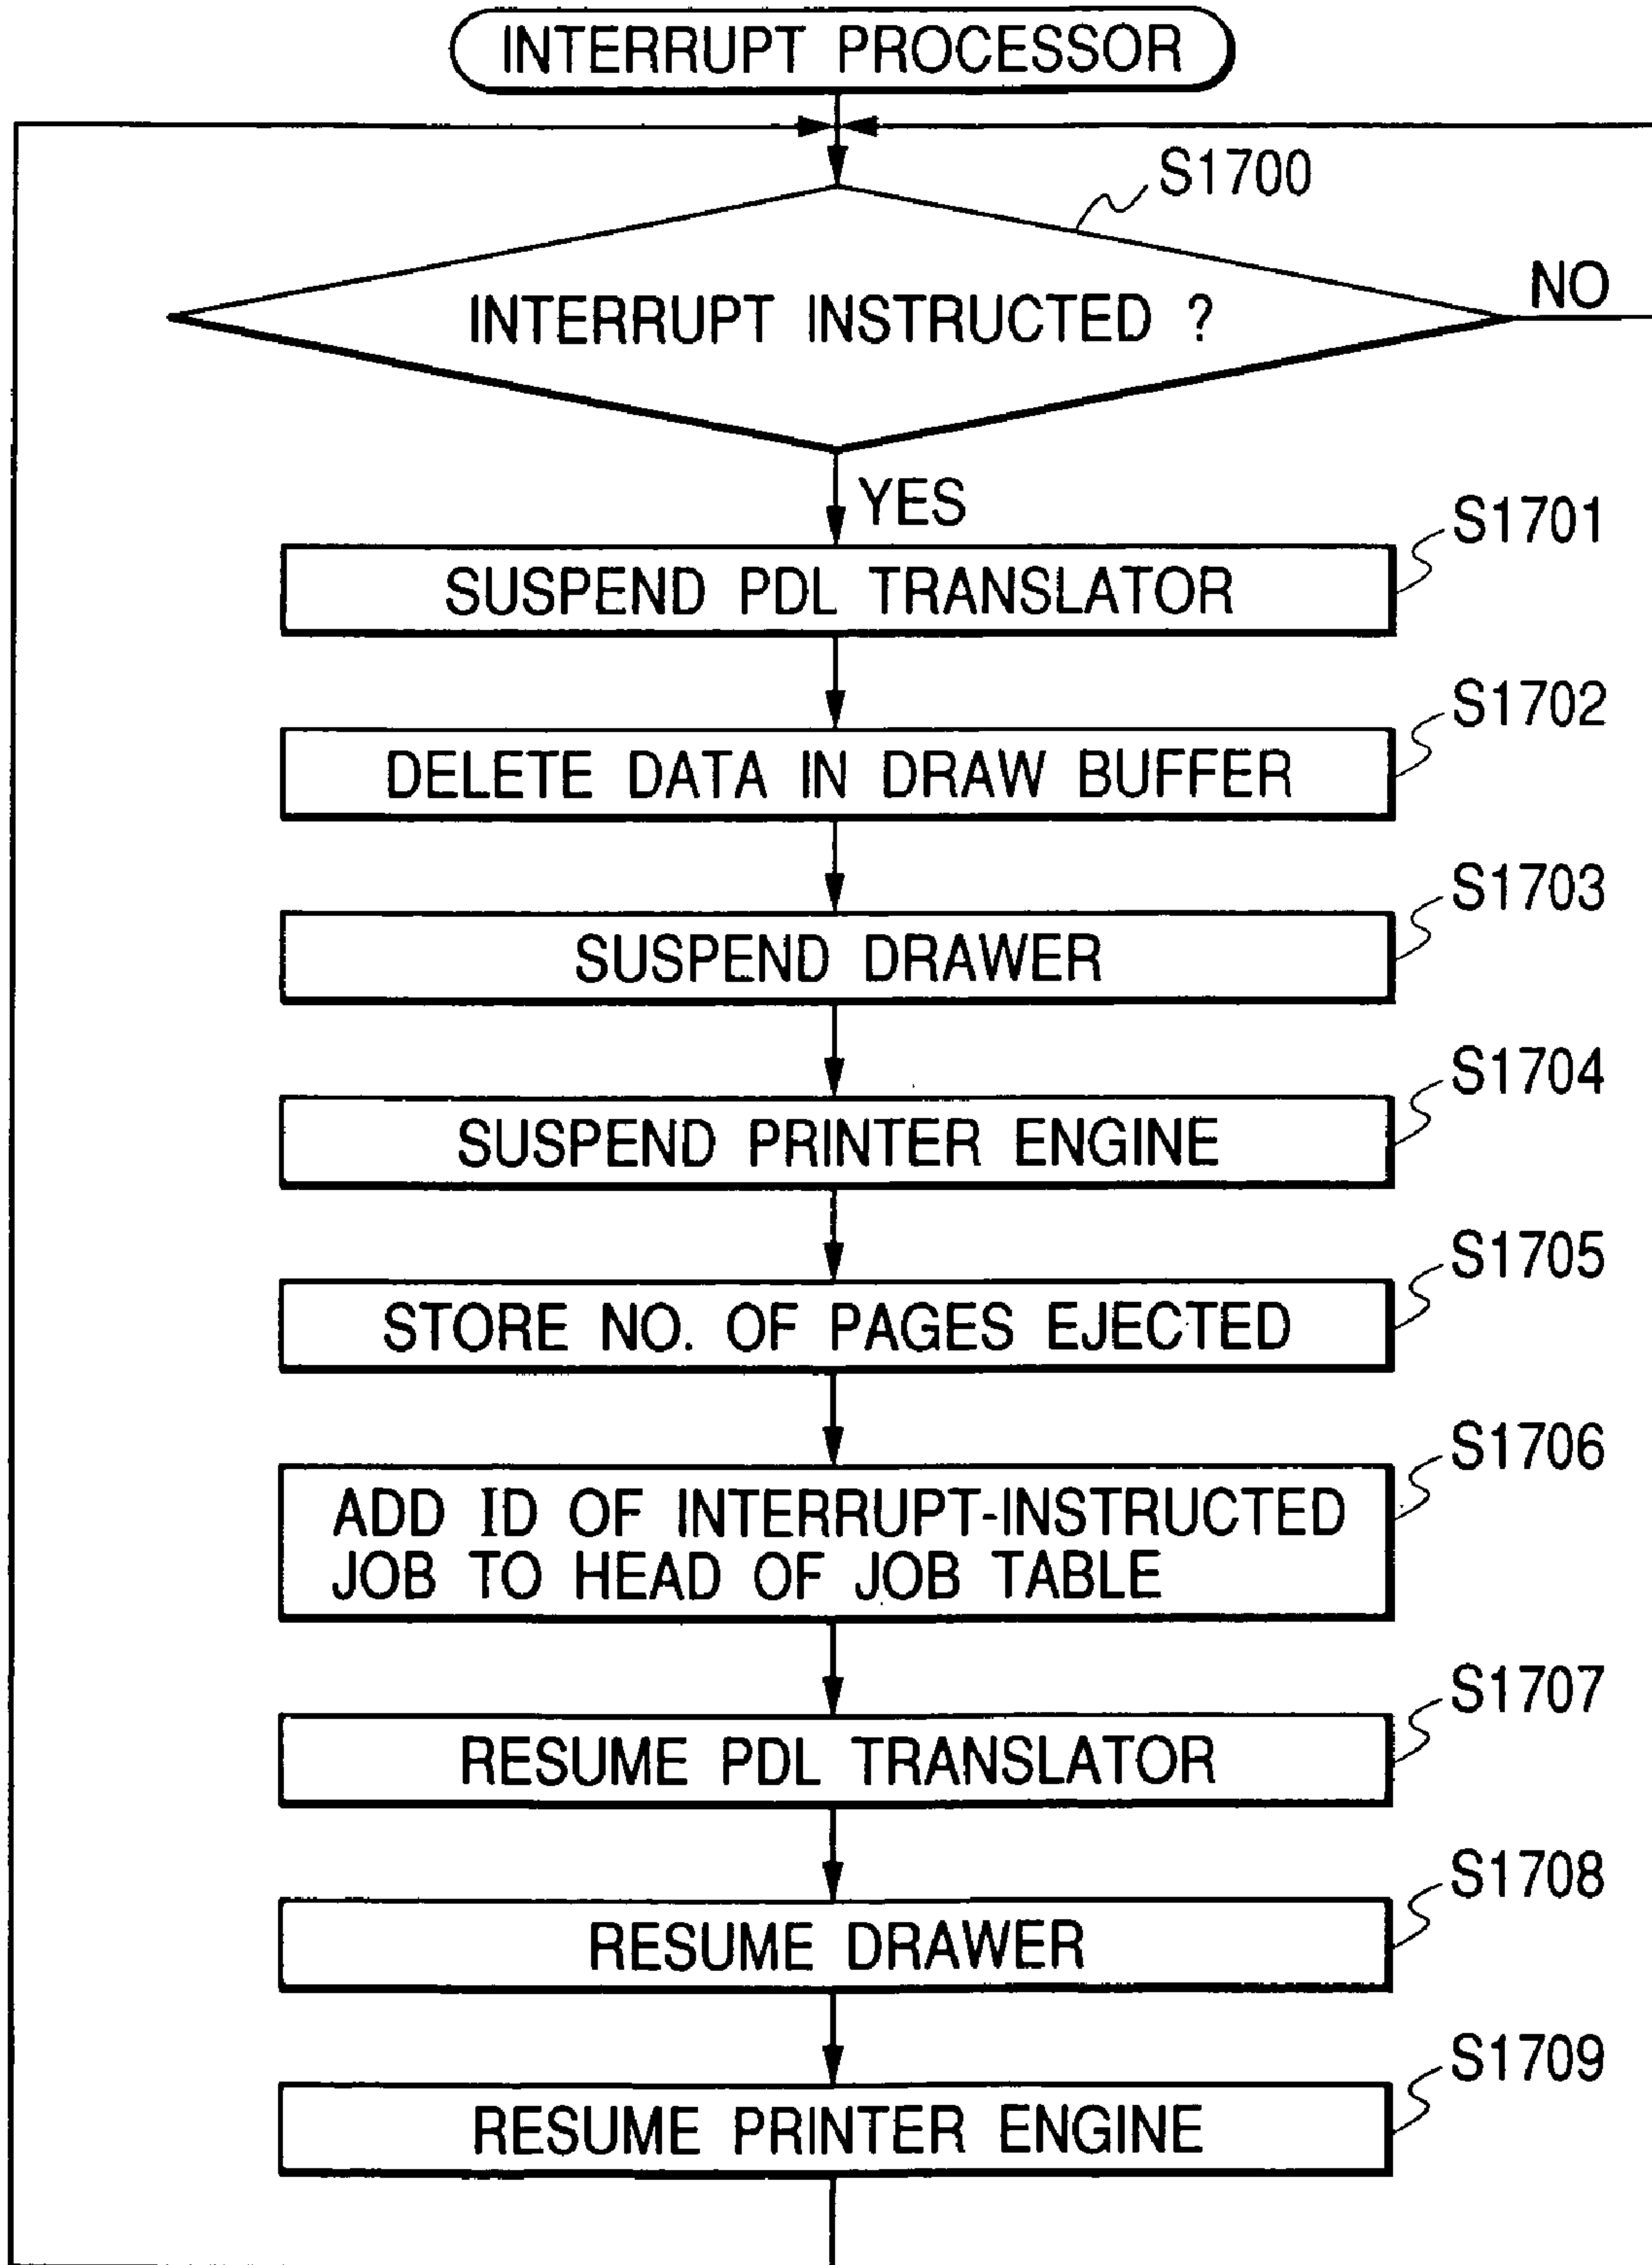 INTERRUPT PROCESSOR
S1700
INTERRUPT INSTRUCTED ?
NO
YES
S1701
SUSPEND PDL TRANSLATOR
S1702
DELETE DATA IN DRAW BUFFER
S1703
SUSPEND DRAWER
S1704
SUSPEND PRINTER ENGINE
S1705
STORE NO. OF PAGES EJECTED
S1706
ADD ID OF INTERRUPT-INSTRUCTED
JOB TO HEAD OF JOB TABLE
S1707
RESUME PDL TRANSLATOR
S1708
RESUME DRAWER
S1709
RESUME PRINTER ENGINE